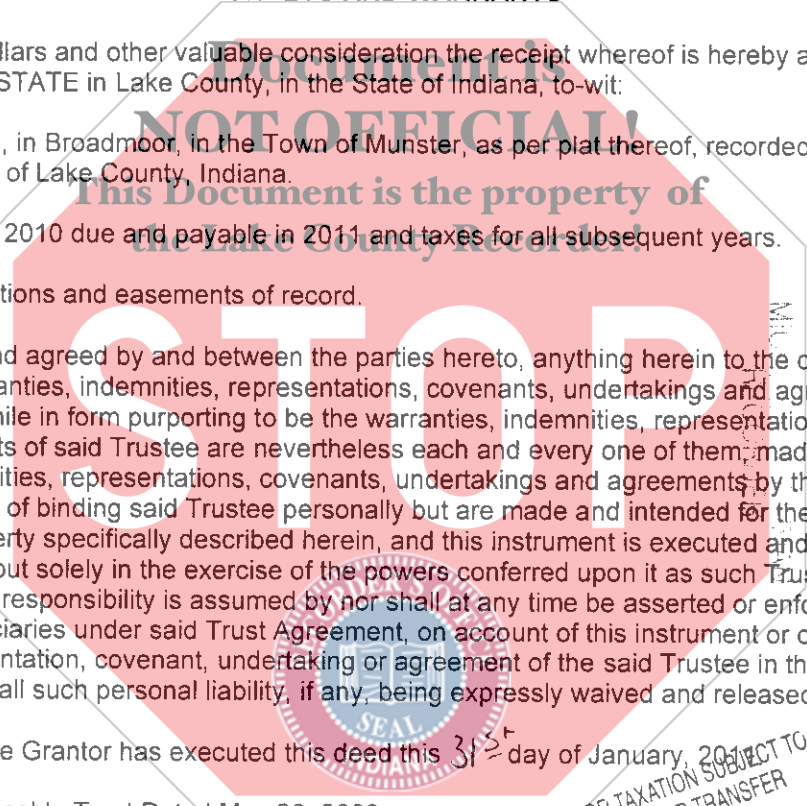 llars and other valuable consideration the receipt whereof is hereby a
Document is
STATE in Lake County, in the State of Indiana, to-wit:
NOT OFFICIAL!
, in Broadmoor, in the Town of Munster, as per plat thereof, recorded
of Lake County, Indiana.
This Document is the property of
2010 due and payable in 2011 and taxes for all subsequent years.
the Lake County Recorder!
tions and easements of record.
STOP
nd agreed by and between the parties hereto, anything herein to the c
anties, indemnities, representations, covenants, undertakings and agr
hile in form purporting to be the warranties, indemnities, representatio
ts of said Trustee are nevertheless each and every one of them, mad
ities, representations, covenants, undertakings and agreements by th
of binding said Trustee personally but are made and intended for the
erty specifically described herein, and this instrument is executed and
out solely in the exercise of the powers conferred upon it as such Trus
responsibility is assumed by nor shall at any time be asserted or enfo
ciaries under said Trust Agreement, on account of this instrument or o
entation, covenant, undertaking or agreement of the said Trustee in th
all such personal liability, if any, being expressly waived and released
SEAL
INDIANA
e Grantor has executed this deed this 31st day of January,
SUBJECT TO
TAXATION
TRANSFER